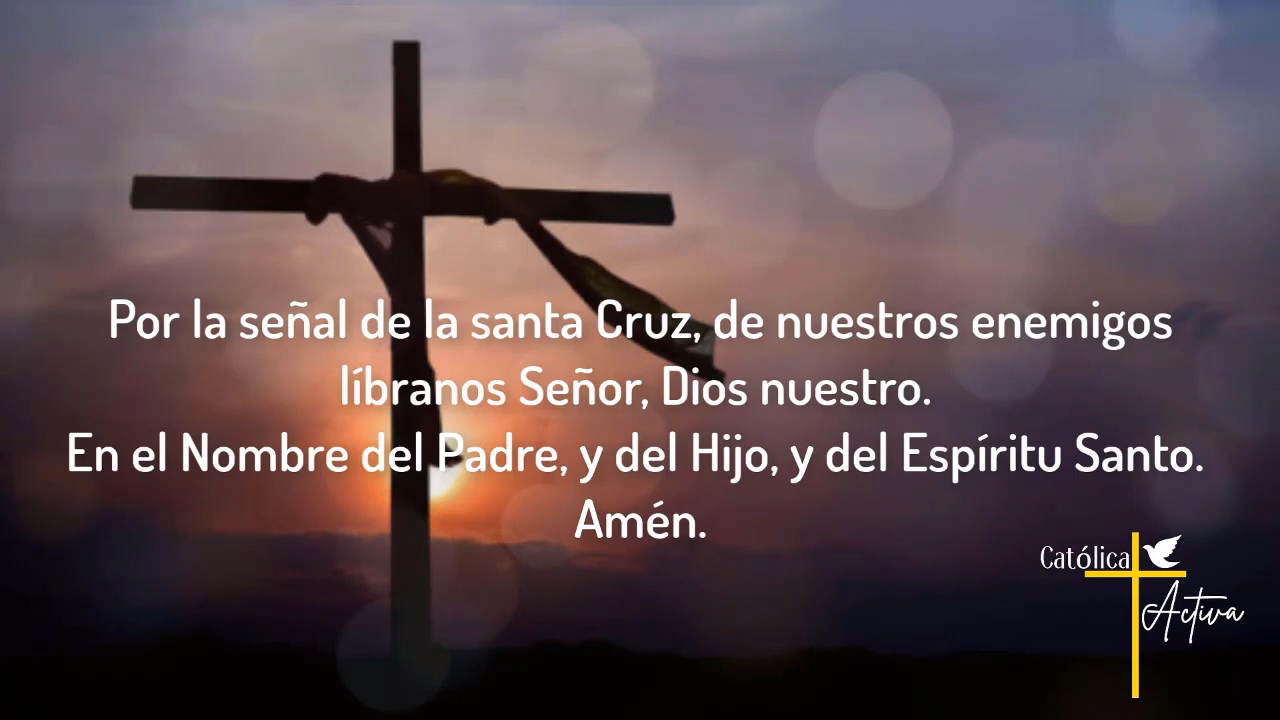 Por la señal de la santa Cruz, de nuestros enemigos
líbranos Señor, Dios nuestro.
En el Nombre del Padre, y del Hijo, y del Espíritu Santo.
Amén.
Católica
Activa